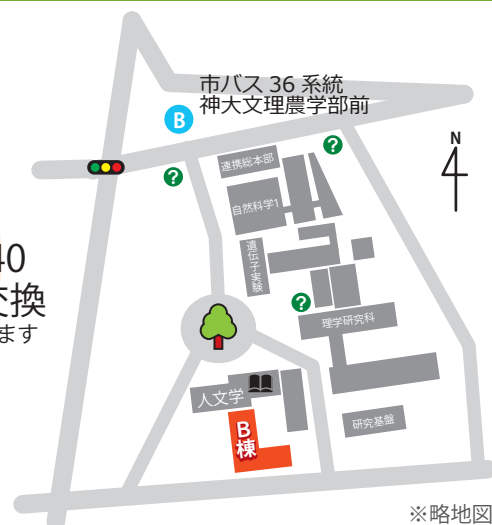 市バス 36 系統
神大文理農学部前
B
N
?
?
連携総本部
自然科学1
遺伝子実験
40
交換
ます
?
理学研究科
人文学
B棟
研究基盤
※略地図